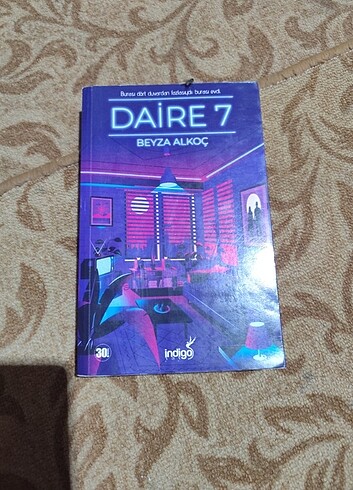 Burası dört duvardan fazlasıydı burası evdi.
DAİRE 7
BEYZA ALKOÇ
30
indigo